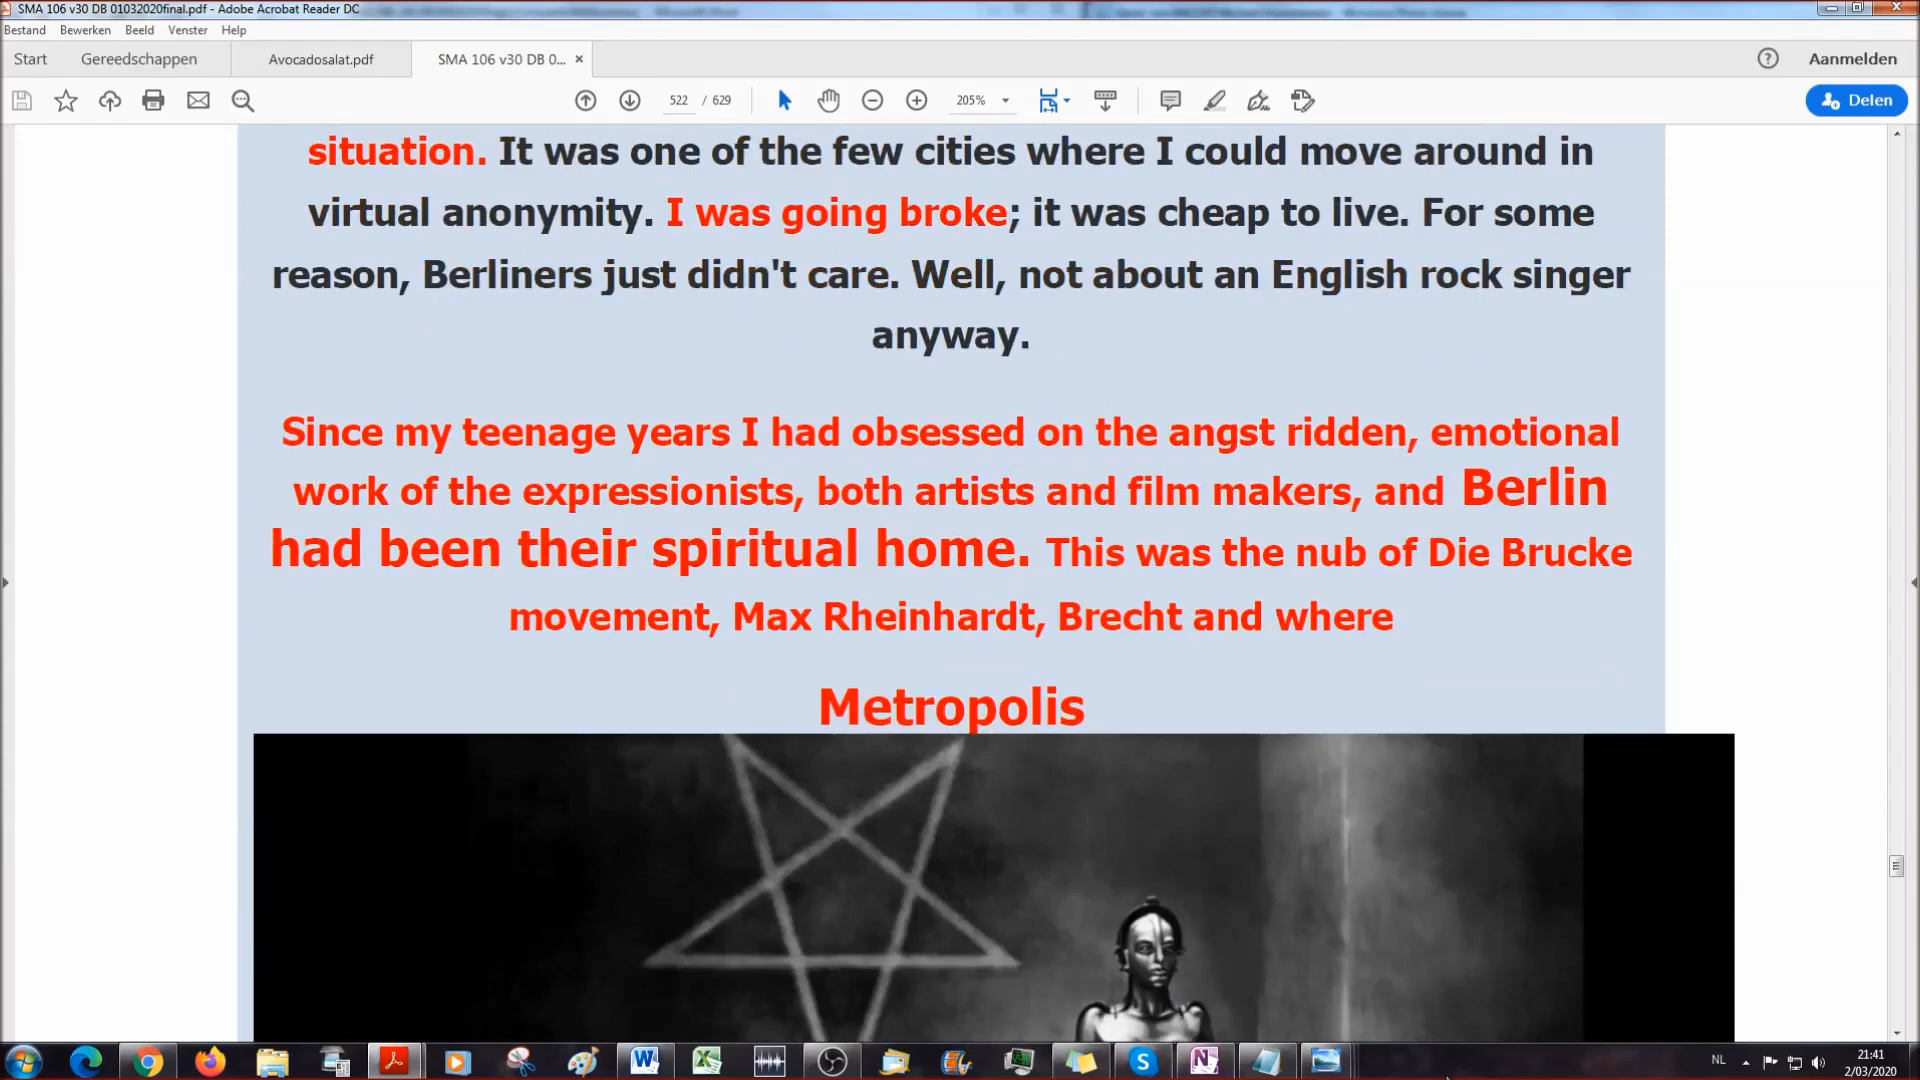 SMA 106 v30 DB 01032020final.pdf - Adobe Acrobat Reader DC
Bestand Bewerken Beeld Venster Help
Start Gereedschappen Avocadosalat.pdf SMA 106 v30 DB 0... Aanmelden
522 / 629 205% Delen
situation. It was one of the few cities where I could move around in
virtual anonymity. I was going broke; it was cheap to live. For some
reason, Berliners just didn't care. Well, not about an English rock singer
anyway.
Since my teenage years I had obsessed on the angst ridden, emotional
work of the expressionists, both artists and film makers, and Berlin
had been their spiritual home. This was the nub of Die Brucke
movement, Max Rheinhardt, Brecht and where
Metropolis
NL 21:41
2/03/2020